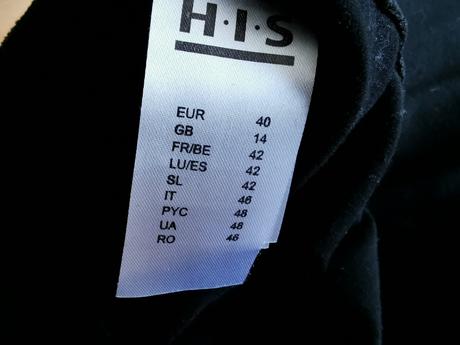 H·I·S
EUR 40
GB 14
FR/BE 42
LU/ES 42
SL 42
IT 46
PYC 48
UA 48
RO 46